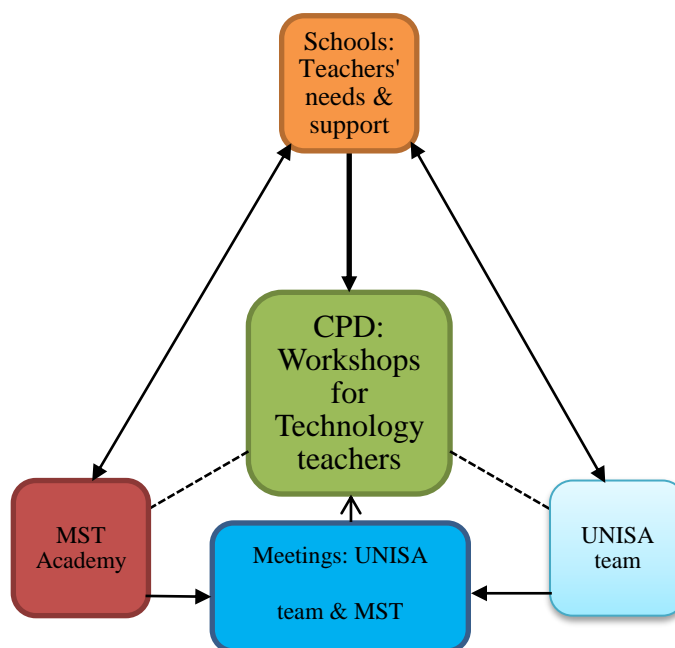 Schools:
Teachers'
needs &
support
CPD:
Workshops
for
Technology
teachers
MST
Academy
Meetings: UNISA
team & MST
UNISA
team